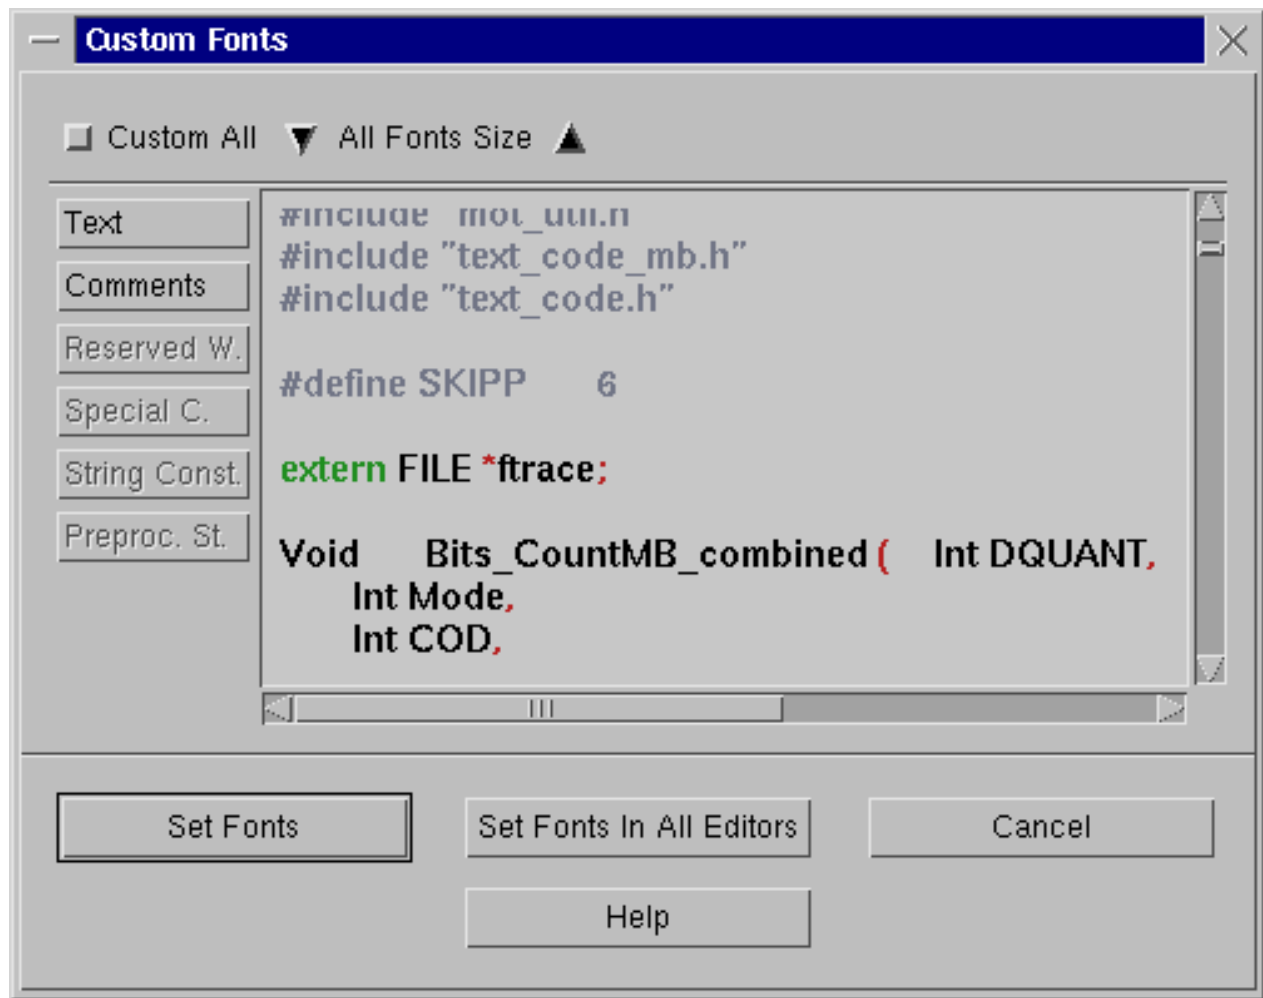 Custom Fonts
Custom All All Fonts Size
Text
Comments
Reserved W.
Special C.
String Const.
Preproc. St.
#include mot_util.h
#include "text_code_mb.h"
#include "text_code.h"
#define SKIPP 6
extern FILE *ftrace;
Void Bits_CountMB_combined ( Int DQUANT,
Int Mode,
Int COD,
Set Fonts
Set Fonts In All Editors
Cancel
Help